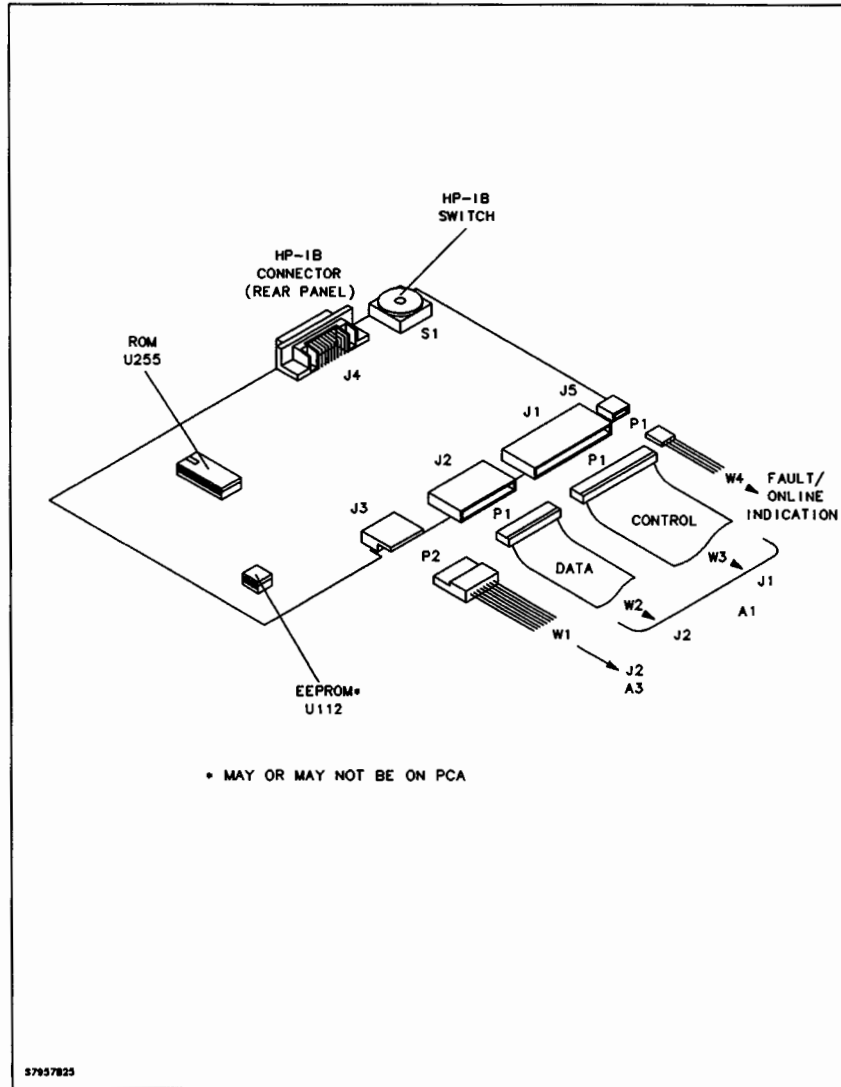 HP-IB
SWITCH
HP-IB
CONNECTOR
(REAR PANEL)
ROM
U255
S1
J4
J5
J1
P1
J2
P1
W4
FAULT/
ONLINE
INDICATION
J3
P1
CONTROL
P2
DATA
W3
J1
W2
A1
W1
J2
J2
A3
EEPROM*
U112
* MAY OR MAY NOT BE ON PCA
S7957B25